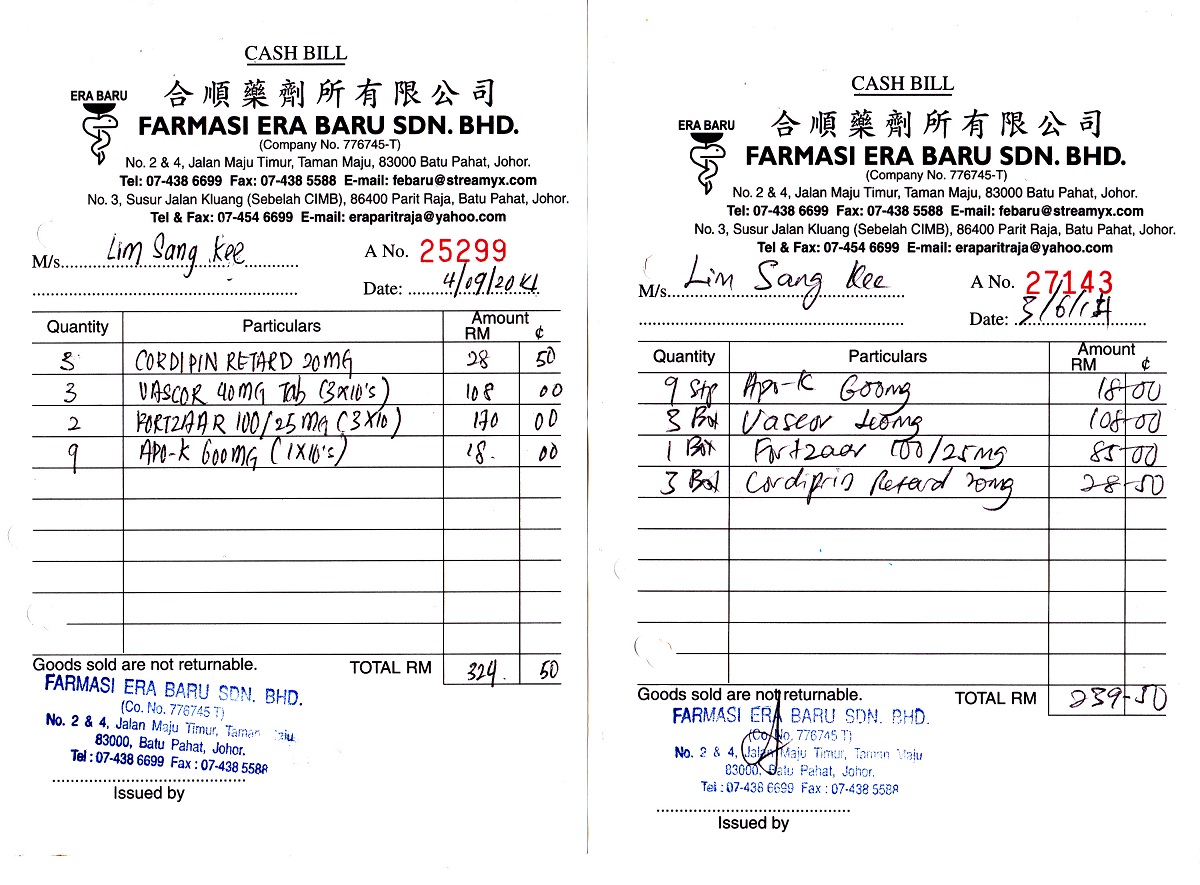 CASH BILL
ERA BARU
合順藥劑所有限公司
FARMASI ERA BARU SDN. BHD.
(Company No. 776745-T)
No. 2 & 4, Jalan Maju Timur, Taman Maju, 83000 Batu Pahat, Johor.
Tel: 07-438 6699 Fax: 07-438 5588 E-mail: febaru@streamyx.com
No. 3, Susur Jalan Kluang (Sebelah CIMB), 86400 Parit Raja, Batu Pahat, Johor.
Tel & Fax: 07-454 6699 E-mail: eraparitraja@yahoo.com
M/s. Lim Sang Kee A No. 25299
Date: 4/09/2014
Quantity Particulars Amount
RM ¢
3 CORDIPIN RETARD 20MG 28 50
3 VASCOR 40MG Tab (3x10's) 108 00
2 FORTZAAR 100/25MG (3x10) 170 00
9 APO-K 600MG (1x10's) 18. 00
Goods sold are not returnable. TOTAL RM 324. 50
FARMASI ERA BARU SDN. BHD.
(Co. No. 776745 T)
No. 2 & 4, Jalan Maju Timur, Taman Maju
83000, Batu Pahat, Johor.
Tel : 07-438 6699 Fax : 07-438 5588
Issued by
CASH BILL
ERA BARU
合順藥劑所有限公司
FARMASI ERA BARU SDN. BHD.
(Company No. 776745-T)
No. 2 & 4, Jalan Maju Timur, Taman Maju, 83000 Batu Pahat, Johor.
Tel: 07-438 6699 Fax: 07-438 5588 E-mail: febaru@streamyx.com
No. 3, Susur Jalan Kluang (Sebelah CIMB), 86400 Parit Raja, Batu Pahat, Johor.
Tel & Fax: 07-454 6699 E-mail: eraparitraja@yahoo.com
M/s. Lim Sang Kee A No. 27143
Date: 3/6/14
Quantity Particulars Amount
RM ¢
9 Stp Apo-K 600mg 18-00
3 Box Vascor 40mg 108-00
1 Box Fortzaar 100/25mg 85-00
3 Box Cordiprin Retard 20mg 28-50
Goods sold are not returnable. TOTAL RM 239-50
FARMASI ERA BARU SDN. BHD.
(Co. No. 776745 T)
No. 2 & 4, Jalan Maju Timur, Taman Maju
83000, Batu Pahat, Johor.
Tel : 07-438 6699 Fax : 07-438 5588
Issued by